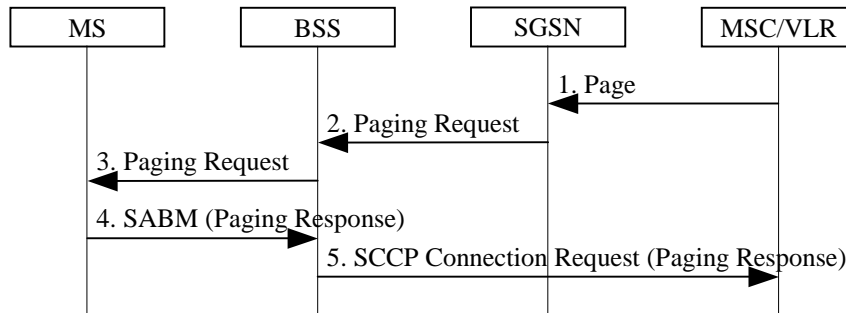 MS BSS SGSN MSC/VLR
1. Page
2. Paging Request
3. Paging Request
4. SABM (Paging Response)
5. SCCP Connection Request (Paging Response)